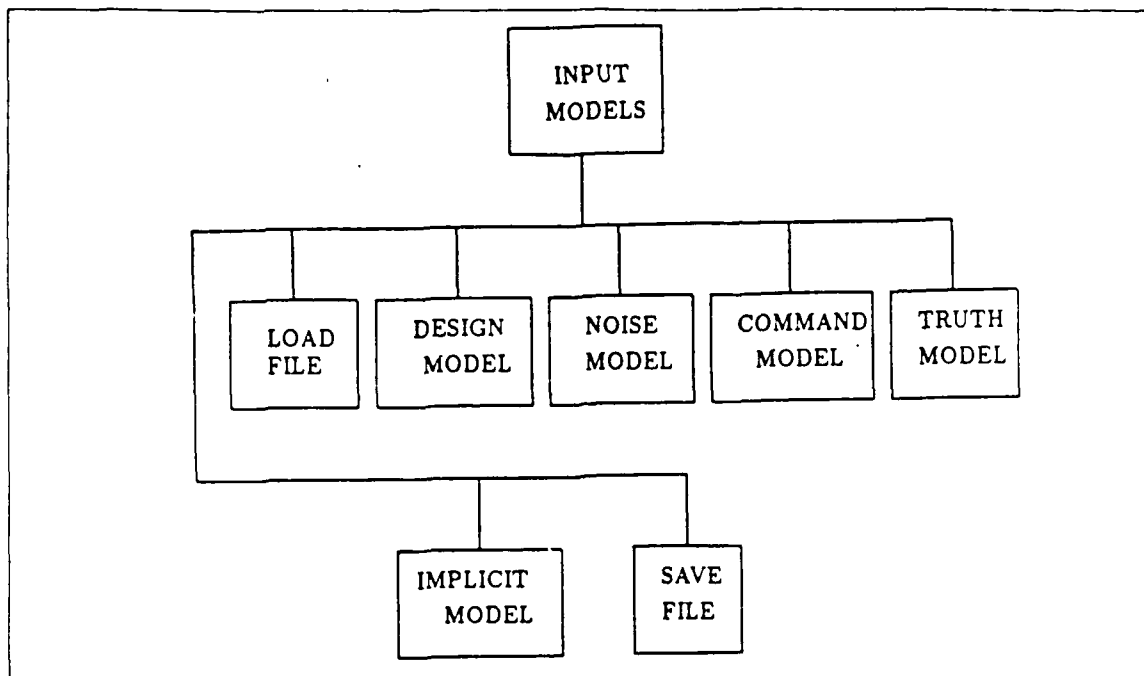 INPUT
MODELS
LOAD
FILE
DESIGN
MODEL
NOISE
MODEL
COMMAND
MODEL
TRUTH
MODEL
IMPLICIT
MODEL
SAVE
FILE